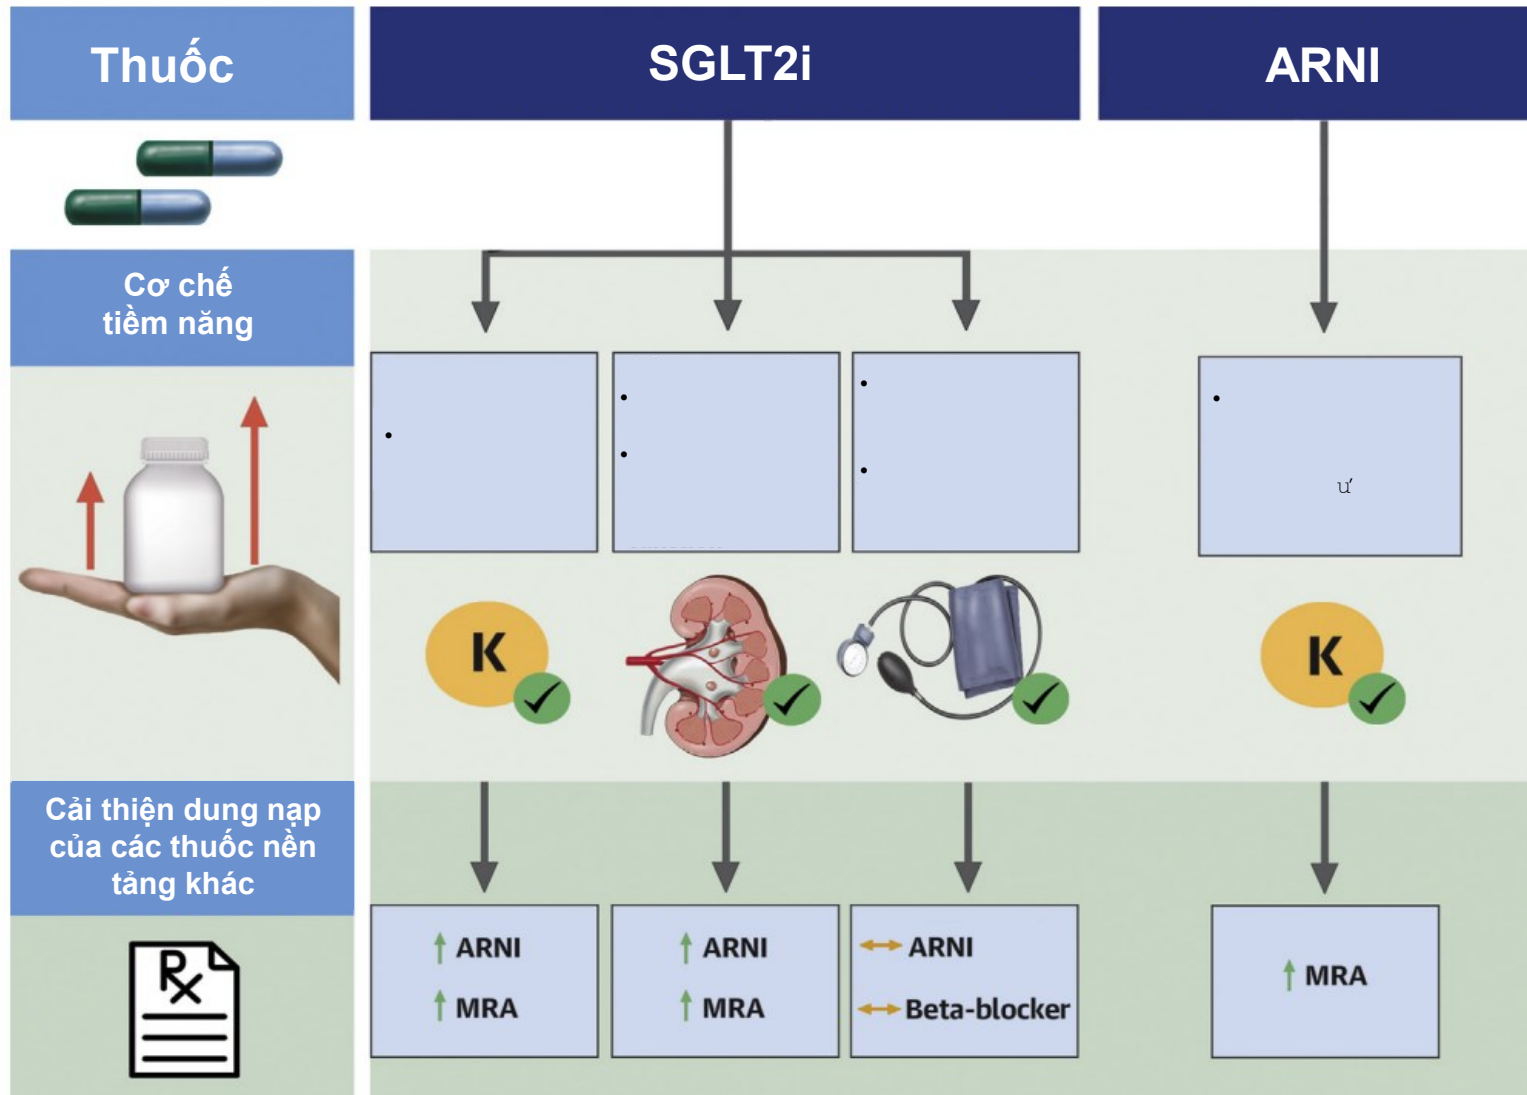 Thuốc
SGLT2i
ARNI
Cơ chế
tiềm năng
•
•
•
•
•
•
ư
K
K
Cải thiện dung nạp
của các thuốc nền
tảng khác
Rx
↑ ARNI
↑ MRA
↑ ARNI
↑ MRA
↔ ARNI
↔ Beta-blocker
↑ MRA